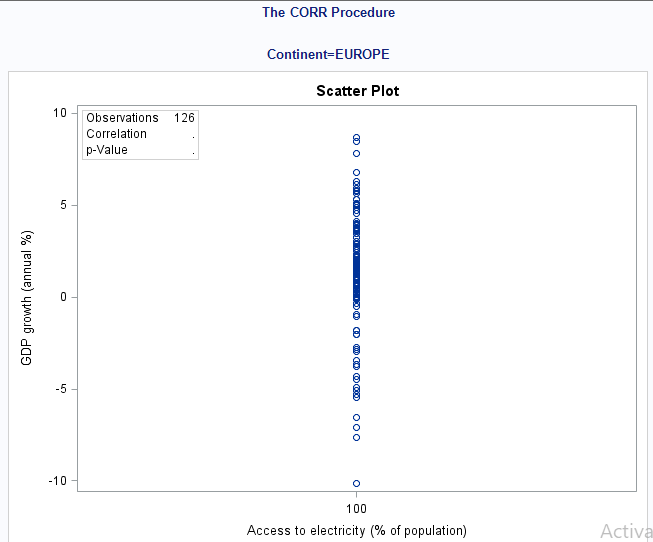 The CORR Procedure
Continent=EUROPE
Scatter Plot
Observations 126
Correlation .
p-Value .
10
5
0
-5
-10
GDP growth (annual %)
100
Access to electricity (% of population)
Activa